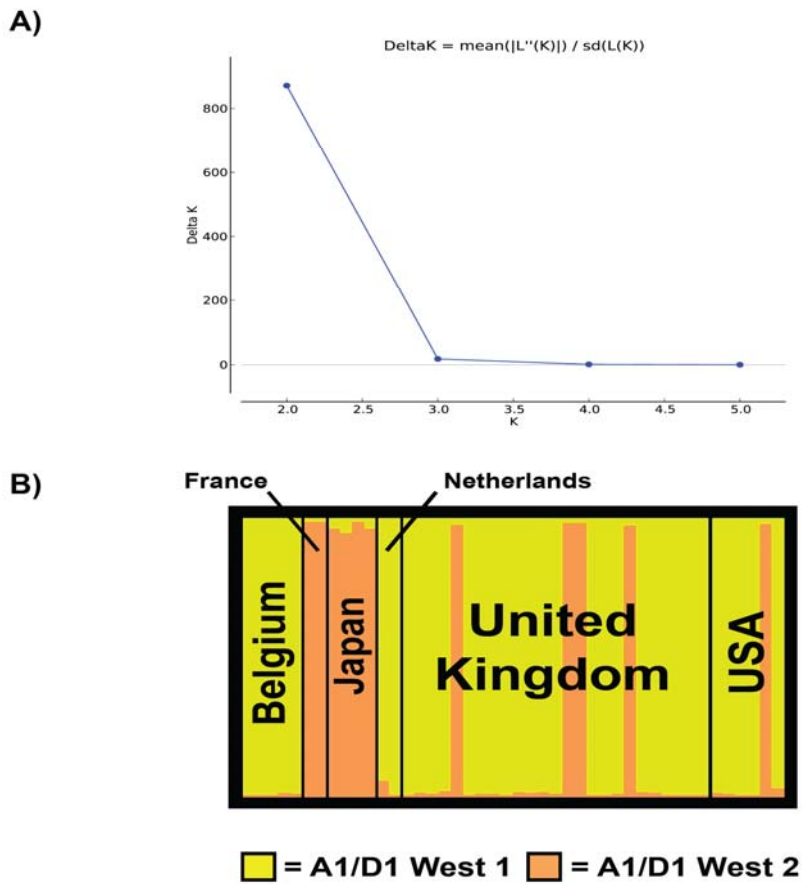 A)
DeltaK = mean(|L''(K)|) / sd(L(K))
800
600
400
200
0
Delta K
2.0 2.5 3.0 3.5 4.0 4.5 5.0
K
B)
France
Netherlands
Belgium
Japan
United
Kingdom
USA
= A1/D1 West 1 = A1/D1 West 2